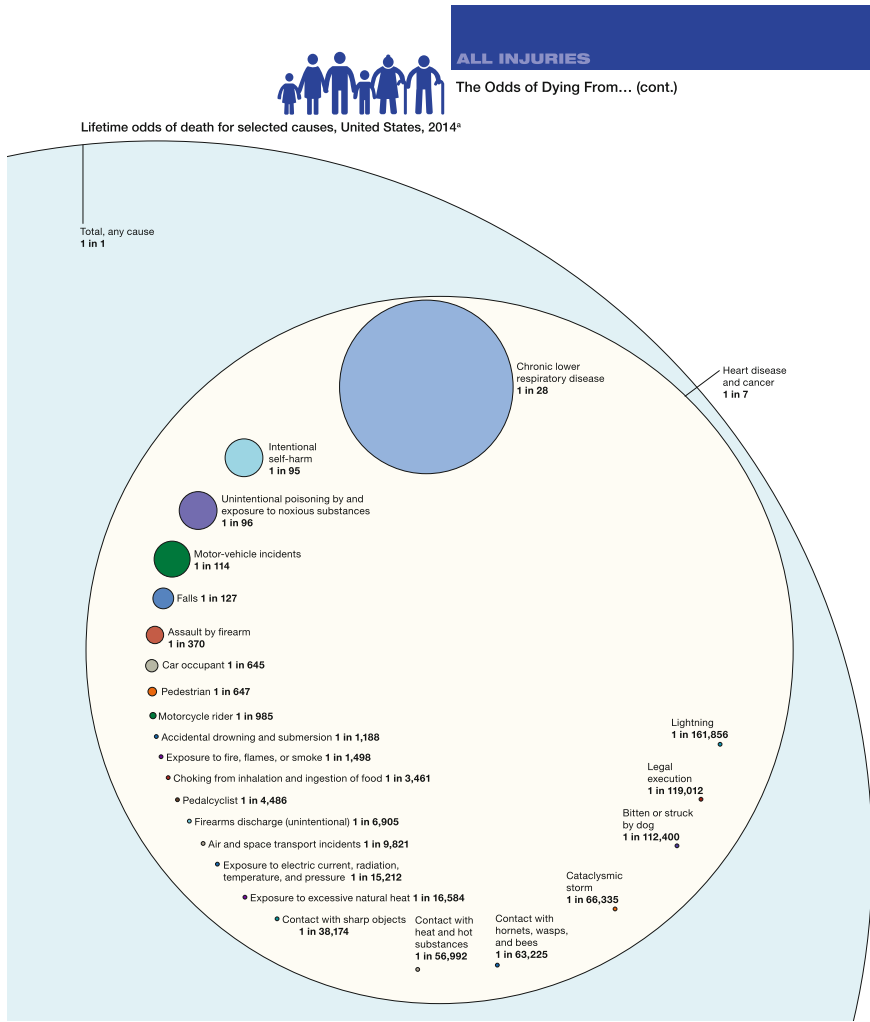 ALL INJURIES
The Odds of Dying From... (cont.)
Lifetime odds of death for selected causes, United States, 2014ᵃ
Total, any cause
1 in 1
Heart disease
and cancer
1 in 7
Chronic lower
respiratory disease
1 in 28
Intentional
self-harm
1 in 95
Unintentional poisoning by and
exposure to noxious substances
1 in 96
Motor-vehicle incidents
1 in 114
Falls 1 in 127
Assault by firearm
1 in 370
Car occupant 1 in 645
Pedestrian 1 in 647
Motorcycle rider 1 in 985
Accidental drowning and submersion 1 in 1,188
Exposure to fire, flames, or smoke 1 in 1,498
Choking from inhalation and ingestion of food 1 in 3,461
Pedalcyclist 1 in 4,486
Firearms discharge (unintentional) 1 in 6,905
Air and space transport incidents 1 in 9,821
Exposure to electric current, radiation,
temperature, and pressure 1 in 15,212
Exposure to excessive natural heat 1 in 16,584
Contact with sharp objects
1 in 38,174
Contact with
heat and hot
substances
1 in 56,992
Contact with
hornets, wasps,
and bees
1 in 63,225
Cataclysmic
storm
1 in 66,335
Bitten or struck
by dog
1 in 112,400
Legal
execution
1 in 119,012
Lightning
1 in 161,856